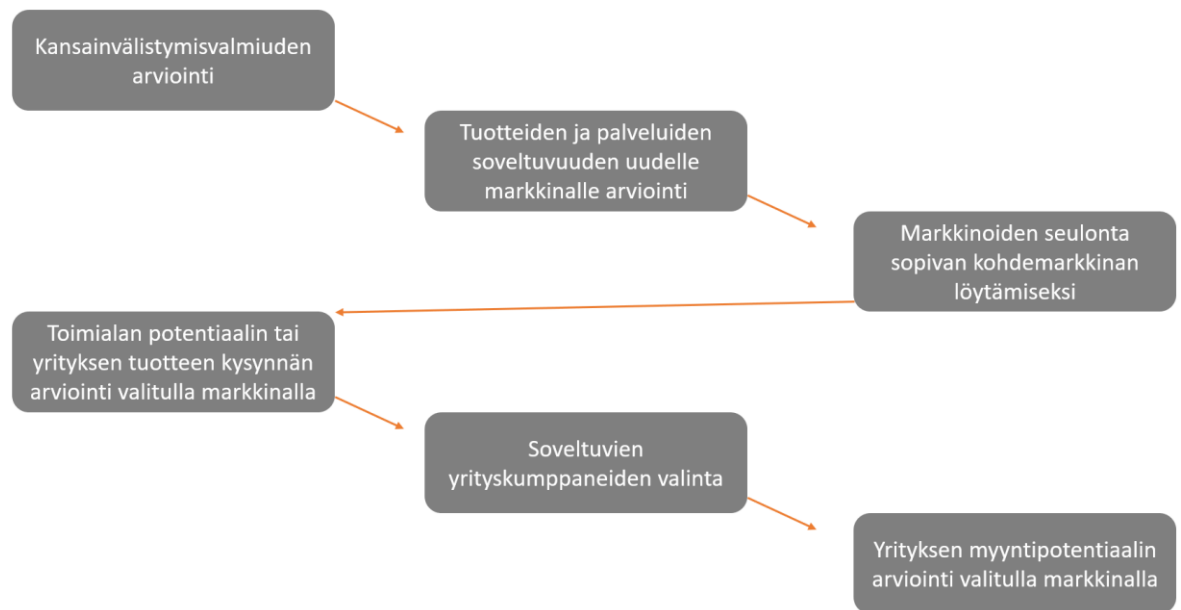 Kansainvälistymisvalmiuden
arviointi
Tuotteiden ja palveluiden
soveltuvuuden uudelle
markkinalle arviointi
Markkinoiden seulonta
sopivan kohdemarkkinan
löytämiseksi
Toimialan potentiaalin tai
yrityksen tuotteen kysynnän
arviointi valitulla markkinalla
Soveltuvien
yrityskumppaneiden valinta
Yrityksen myyntipotentiaalin
arviointi valitulla markkinalla